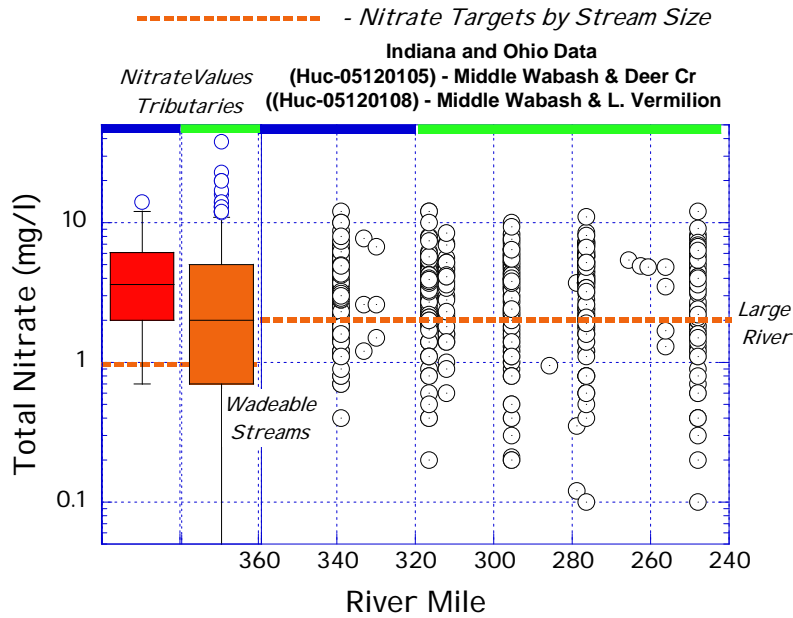 - Nitrate Targets by Stream Size
Indiana and Ohio Data
(Huc-05120105) - Middle Wabash & Deer Cr
((Huc-05120108) - Middle Wabash & L. Vermilion
NitrateValues
Tributaries
Total Nitrate (mg/l)
10
1
0.1
Large
River
Wadeable
Streams
360 340 320 300 280 260 240
River Mile